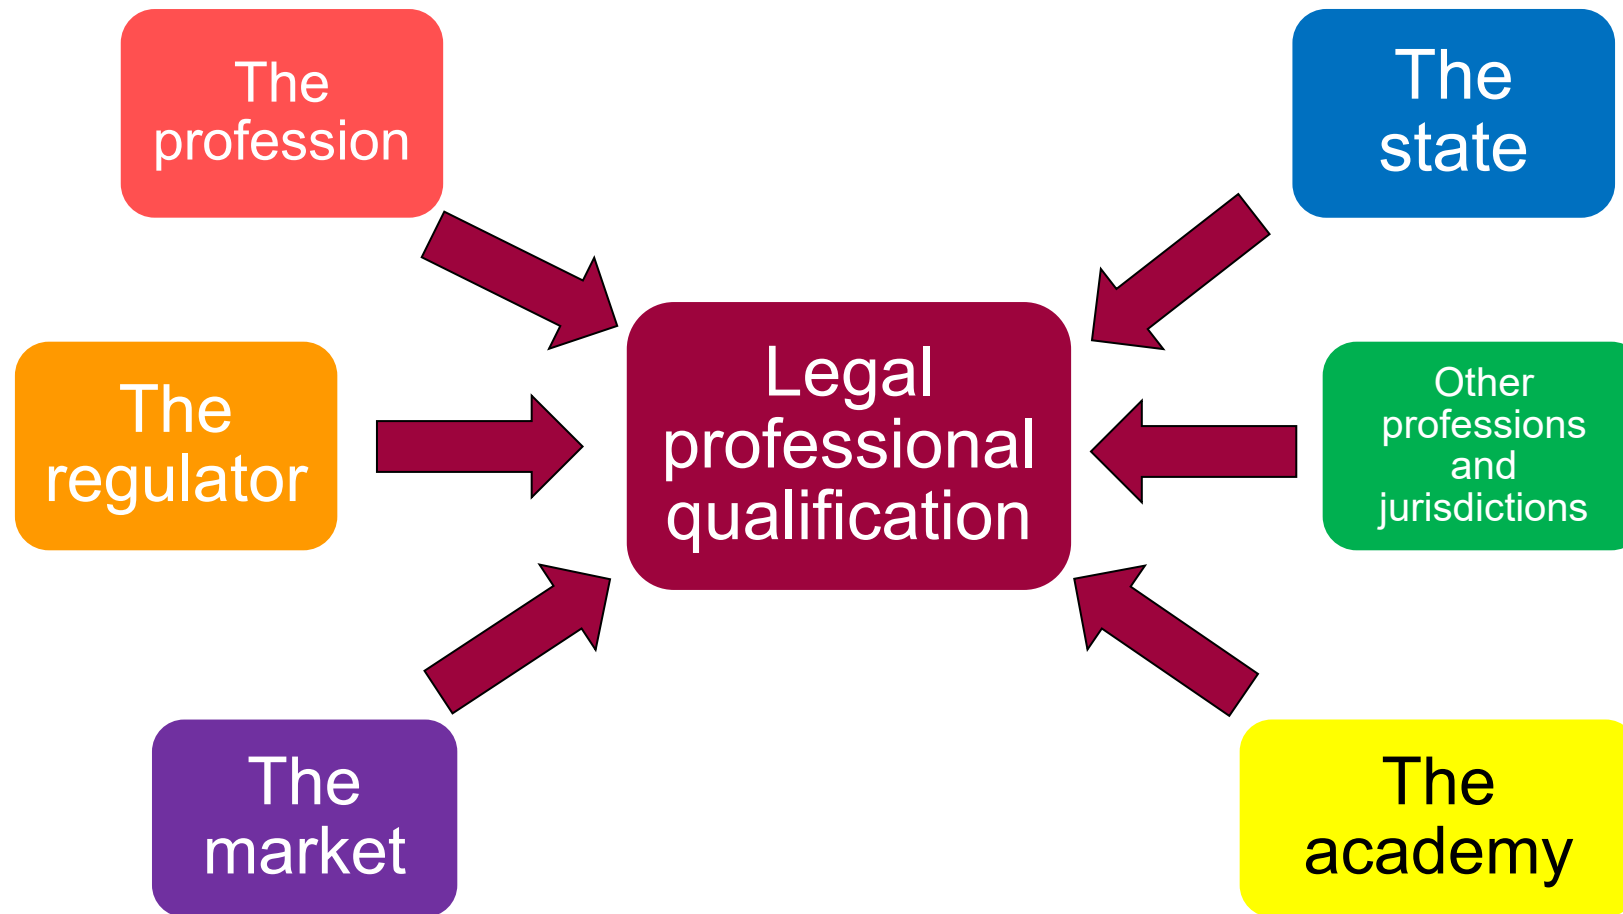 The
profession
The
state
Legal
professional
qualification
The
regulator
Other
professions
and
jurisdictions
The
market
The
academy